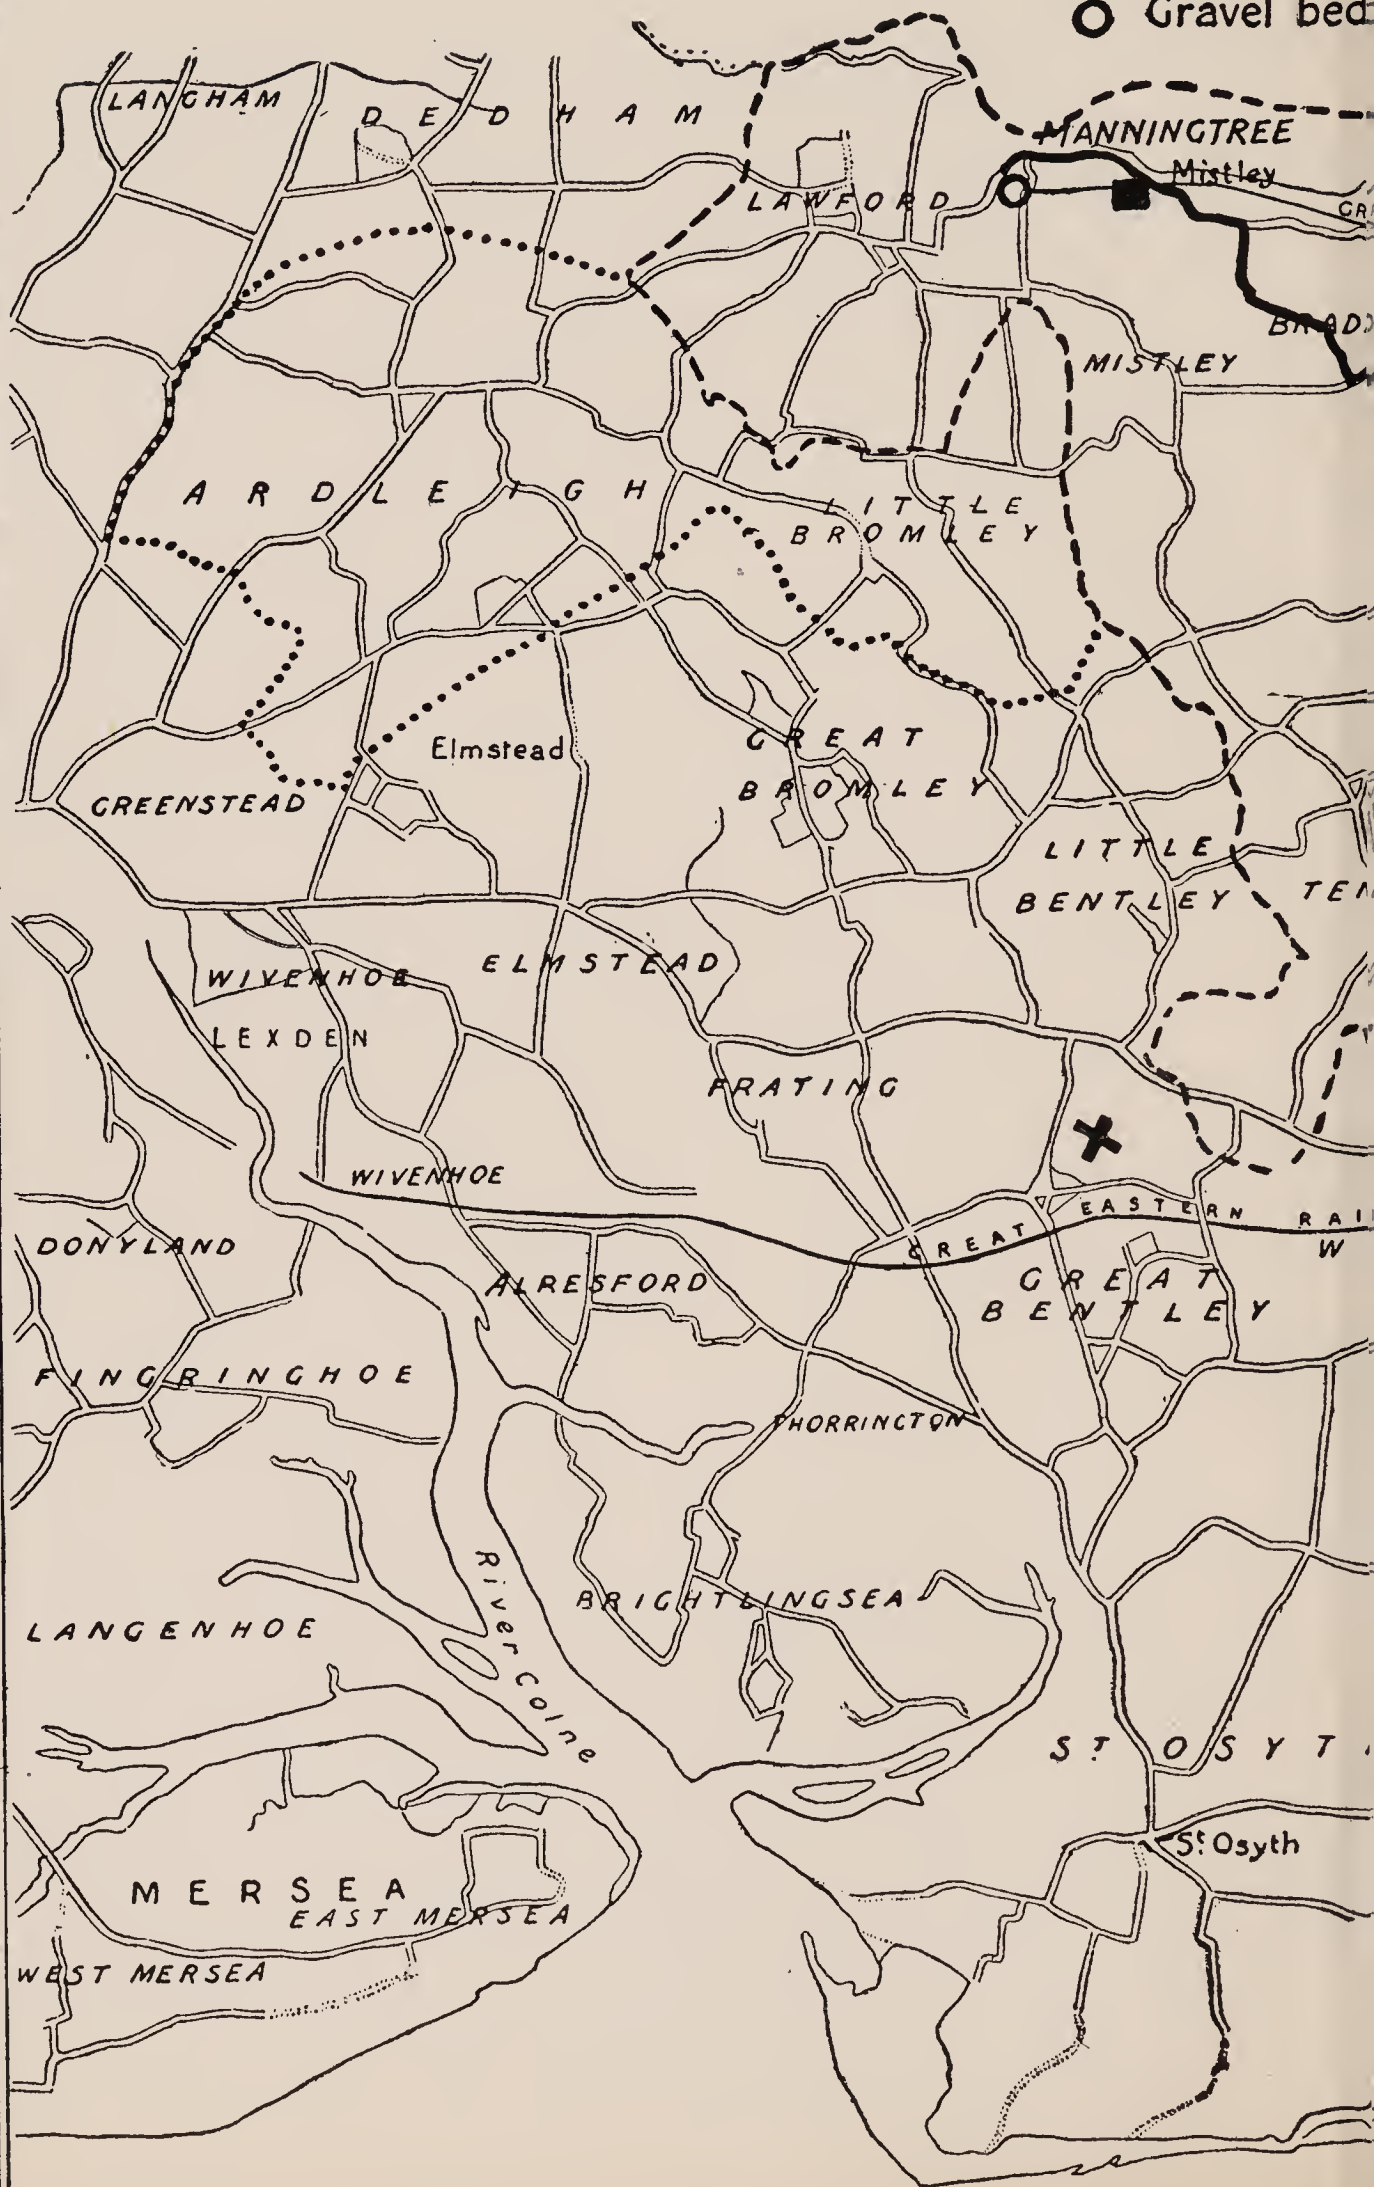 Gravel bed
LANGHAM
DEDHAM
MANNINGTREE
Mistley
LAWFORD
MISTLEY
ARDLEIGH
LITTLE
BROMLEY
GREAT
BROMLEY
Elmstead
GREENSTEAD
LITTLE
BENTLEY
ELMSTEAD
WIVENHOE
LEXDEN
FRATING
WIVENHOE
GREAT EASTERN
W
DONYLAND
ALRESFORD
GREAT
BENTLEY
FINGRINGHOE
THORRINGTON
River Colne
BRIGHTLINGSEA
LANGENHOE
ST OSYT
St Osyth
MERSEA
EAST MERSEA
WEST MERSEA